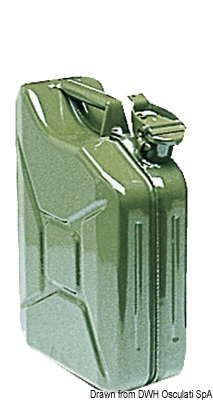 Drawn from DWH Osculati SpA